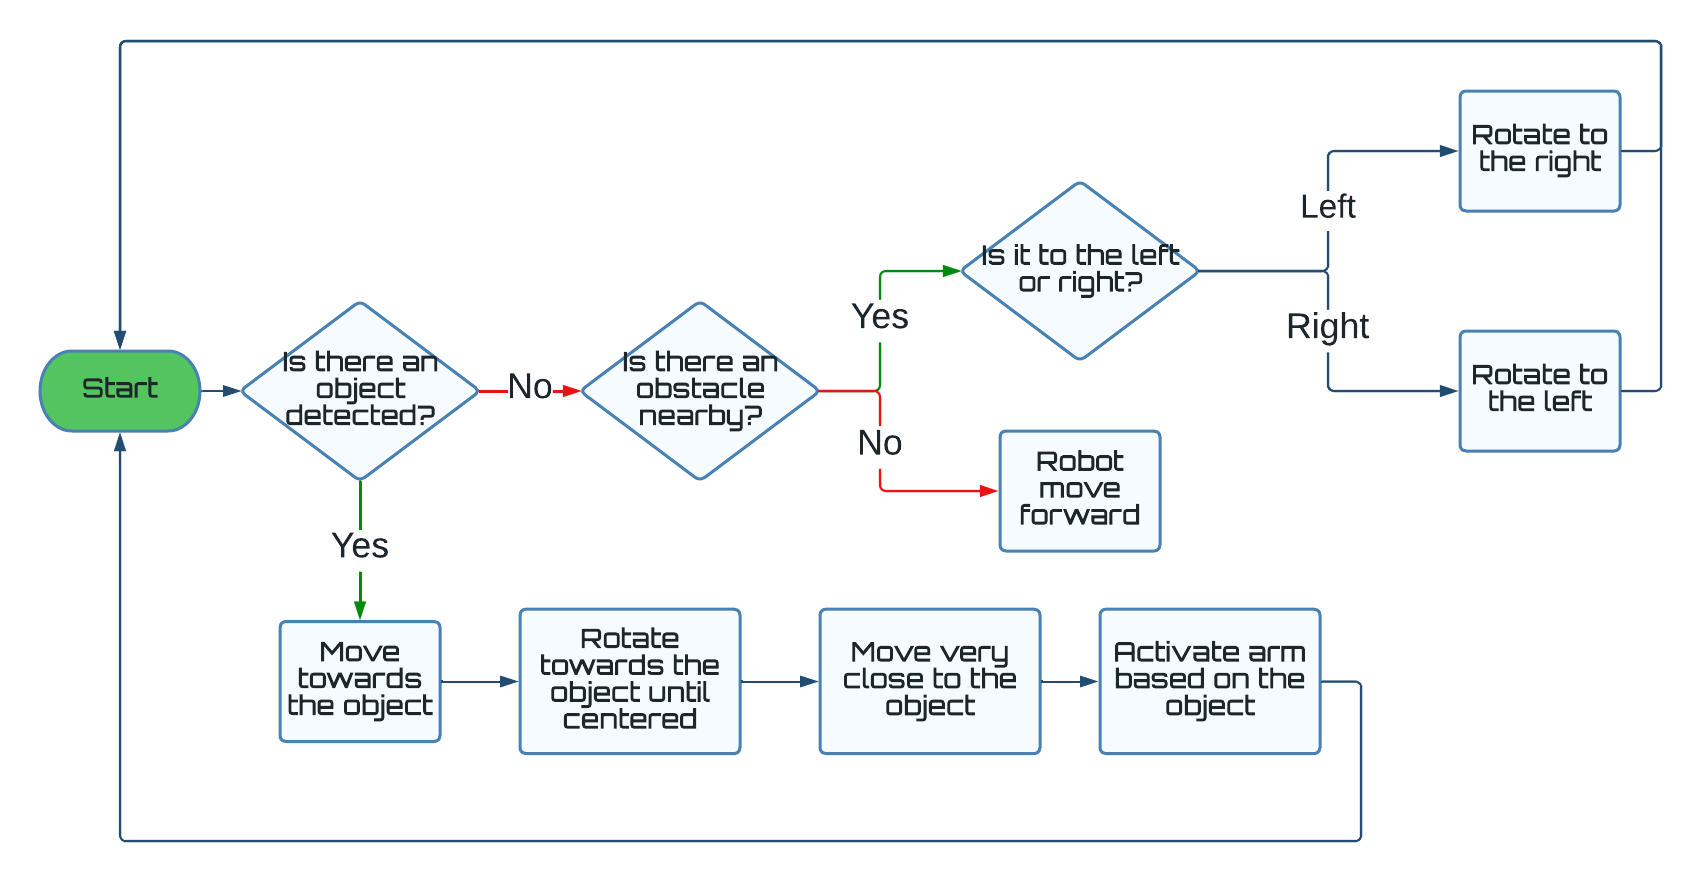 Start
Is there an
object
detected?
No
Is there an
obstacle
nearby?
Yes
Is it to the left
or right?
Left
Rotate to
the right
Right
Rotate to
the left
No
Robot
move
forward
Yes
Move
towards
the object
Rotate
towards the
object until
centered
Move very
close to the
object
Activate arm
based on the
object